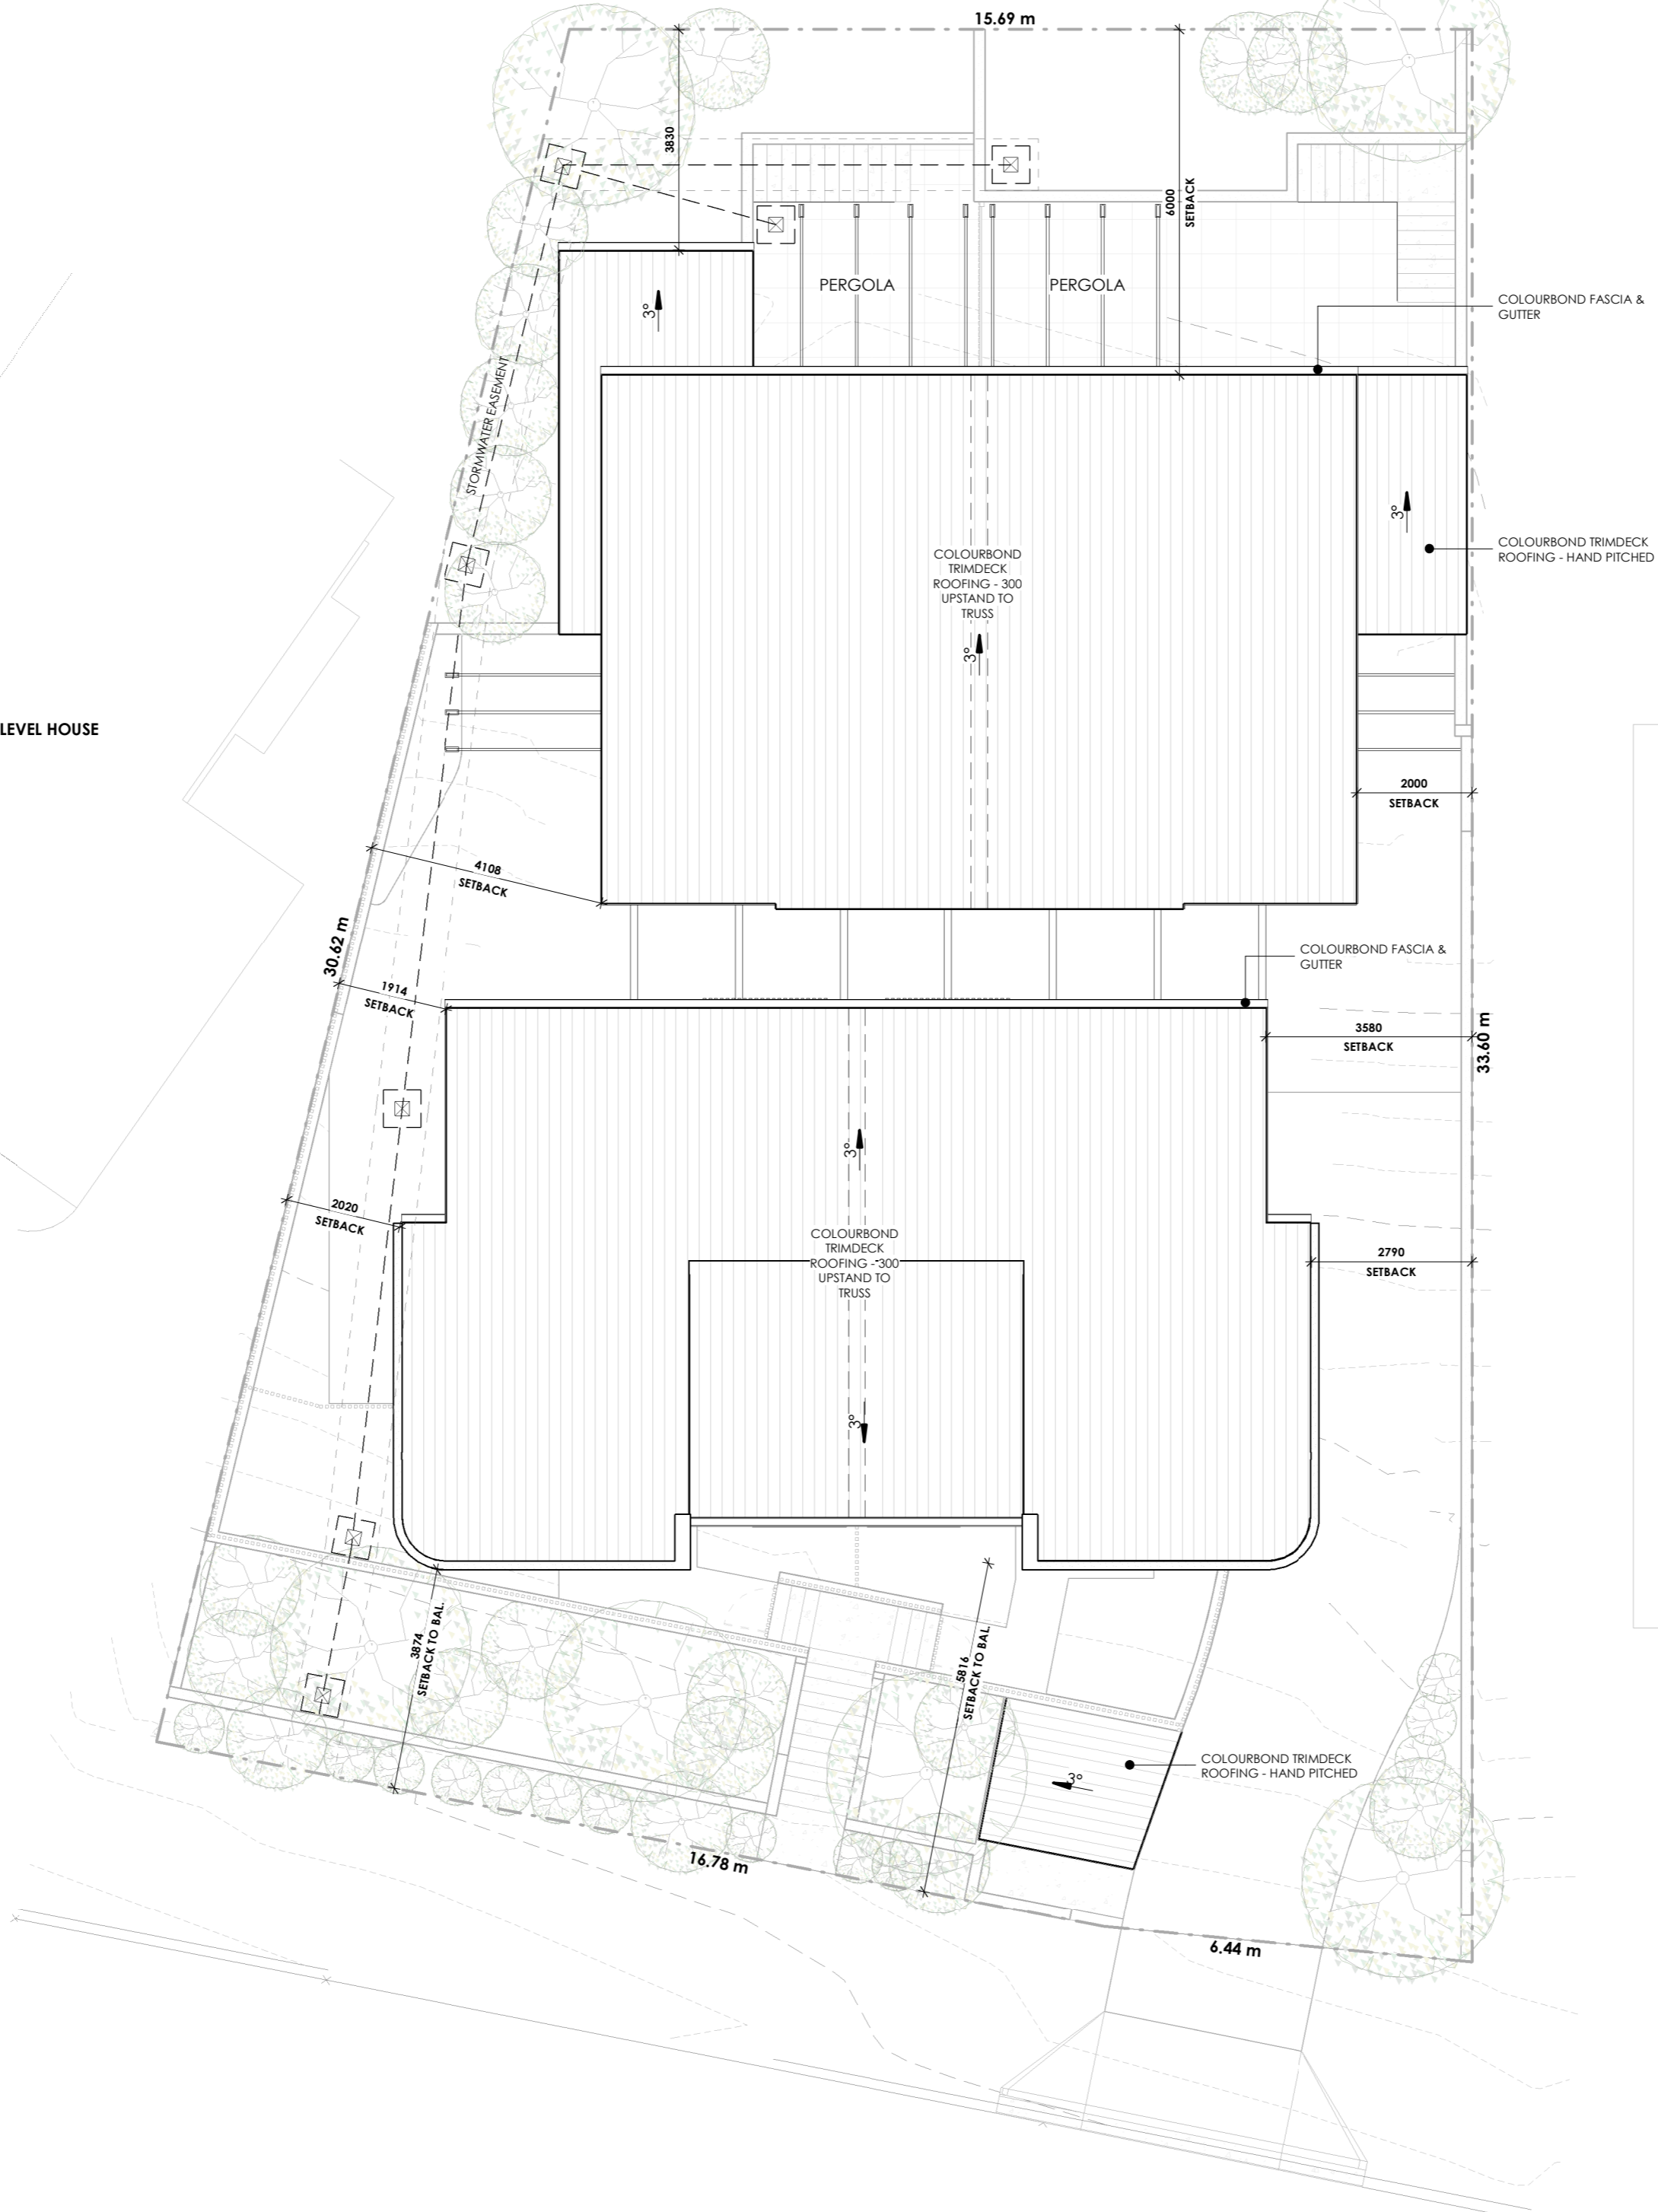 15.69 m
3830
6000
SETBACK
PERGOLA
PERGOLA
3°
COLOURBOND FASCIA &
GUTTER
STORMWATER EASEMENT
3°
COLOURBOND TRIMDECK
ROOFING - HAND PITCHED
COLOURBOND
TRIMDECK
ROOFING - 300
UPSTAND TO
TRUSS
3°
LEVEL HOUSE
2000
SETBACK
4108
SETBACK
30.62 m
COLOURBOND FASCIA &
GUTTER
1914
SETBACK
3580
SETBACK
33.60 m
3°
2020
SETBACK
COLOURBOND
TRIMDECK
ROOFING - 300
UPSTAND TO
TRUSS
2790
SETBACK
3°
3874
SETBACK TO BAL.
5816
SETBACK TO BAL.
COLOURBOND TRIMDECK
ROOFING - HAND PITCHED
3°
16.78 m
6.44 m